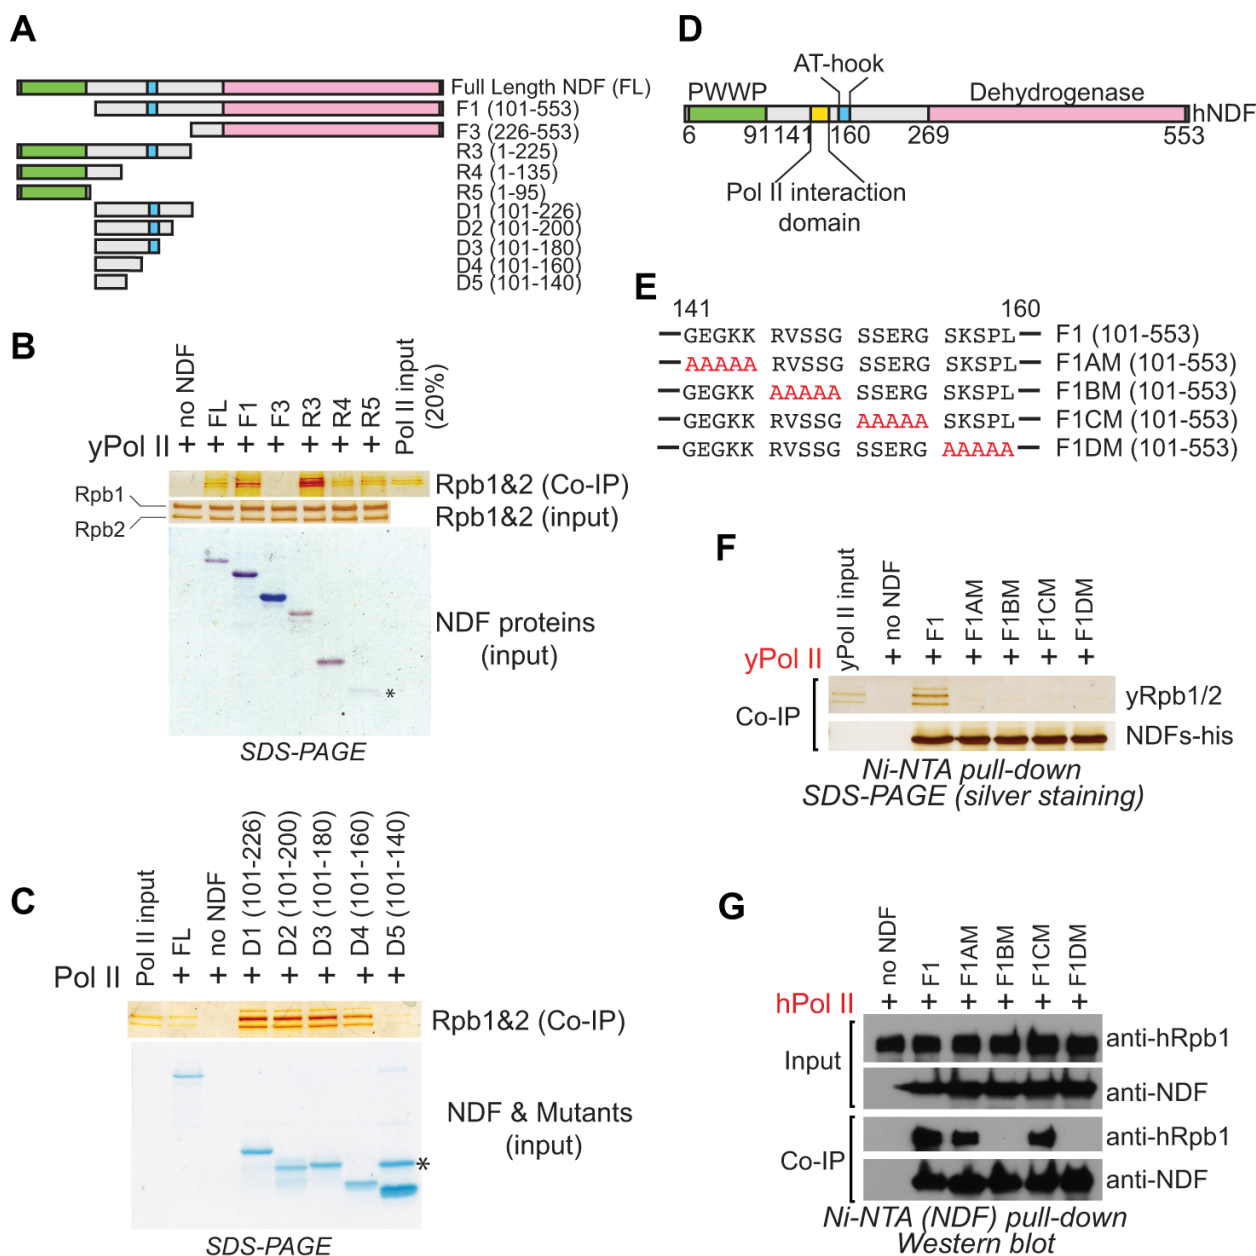 A
Full Length NDF (FL)
F1 (101-553)
F3 (226-553)
R3 (1-225)
R4 (1-135)
R5 (1-95)
D1 (101-226)
D2 (101-200)
D3 (101-180)
D4 (101-160)
D5 (101-140)
B
no NDF
FL
F1
F3
R3
R4
R5
Pol II input
(20%)
yPol II + + + + + + +
Rpb1
Rpb2
Rpb1&2 (Co-IP)
Rpb1&2 (input)
NDF proteins
(input)
*
SDS-PAGE
C
Pol II input
FL
no NDF
D1 (101-226)
D2 (101-200)
D3 (101-180)
D4 (101-160)
D5 (101-140)
Pol II + + + + + + +
Rpb1&2 (Co-IP)
NDF & Mutants
(input)
*
SDS-PAGE
D
AT-hook
PWWP
Dehydrogenase
hNDF
6 91 141 160 269 553
Pol II interaction
domain
E
141 160
GEGKK RVSSG SSERG SKSPL F1 (101-553)
AAAAA RVSSG SSERG SKSPL F1AM (101-553)
GEGKK AAAAA SSERG SKSPL F1BM (101-553)
GEGKK RVSSG AAAAA SKSPL F1CM (101-553)
GEGKK RVSSG SSERG AAAAA F1DM (101-553)
F
yPol II input
no NDF
F1
F1AM
F1BM
F1CM
F1DM
yPol II + + + + + +
Co-IP
yRpb1/2
NDFs-his
Ni-NTA pull-down
SDS-PAGE (silver staining)
G
no NDF
F1
F1AM
F1BM
F1CM
F1DM
hPol II + + + + + +
Input
anti-hRpb1
anti-NDF
Co-IP
anti-hRpb1
anti-NDF
Ni-NTA (NDF) pull-down
Western blot